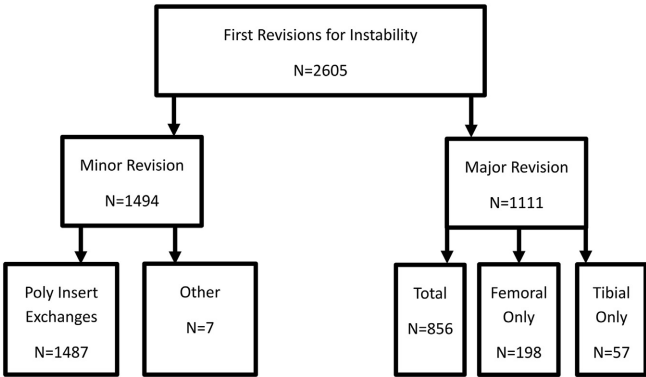 First Revisions for Instability
N=2605
Minor Revision
N=1494
Major Revision
N=1111
Poly Insert
Exchanges
N=1487
Other
N=7
Total
N=856
Femoral
Only
N=198
Tibial
Only
N=57